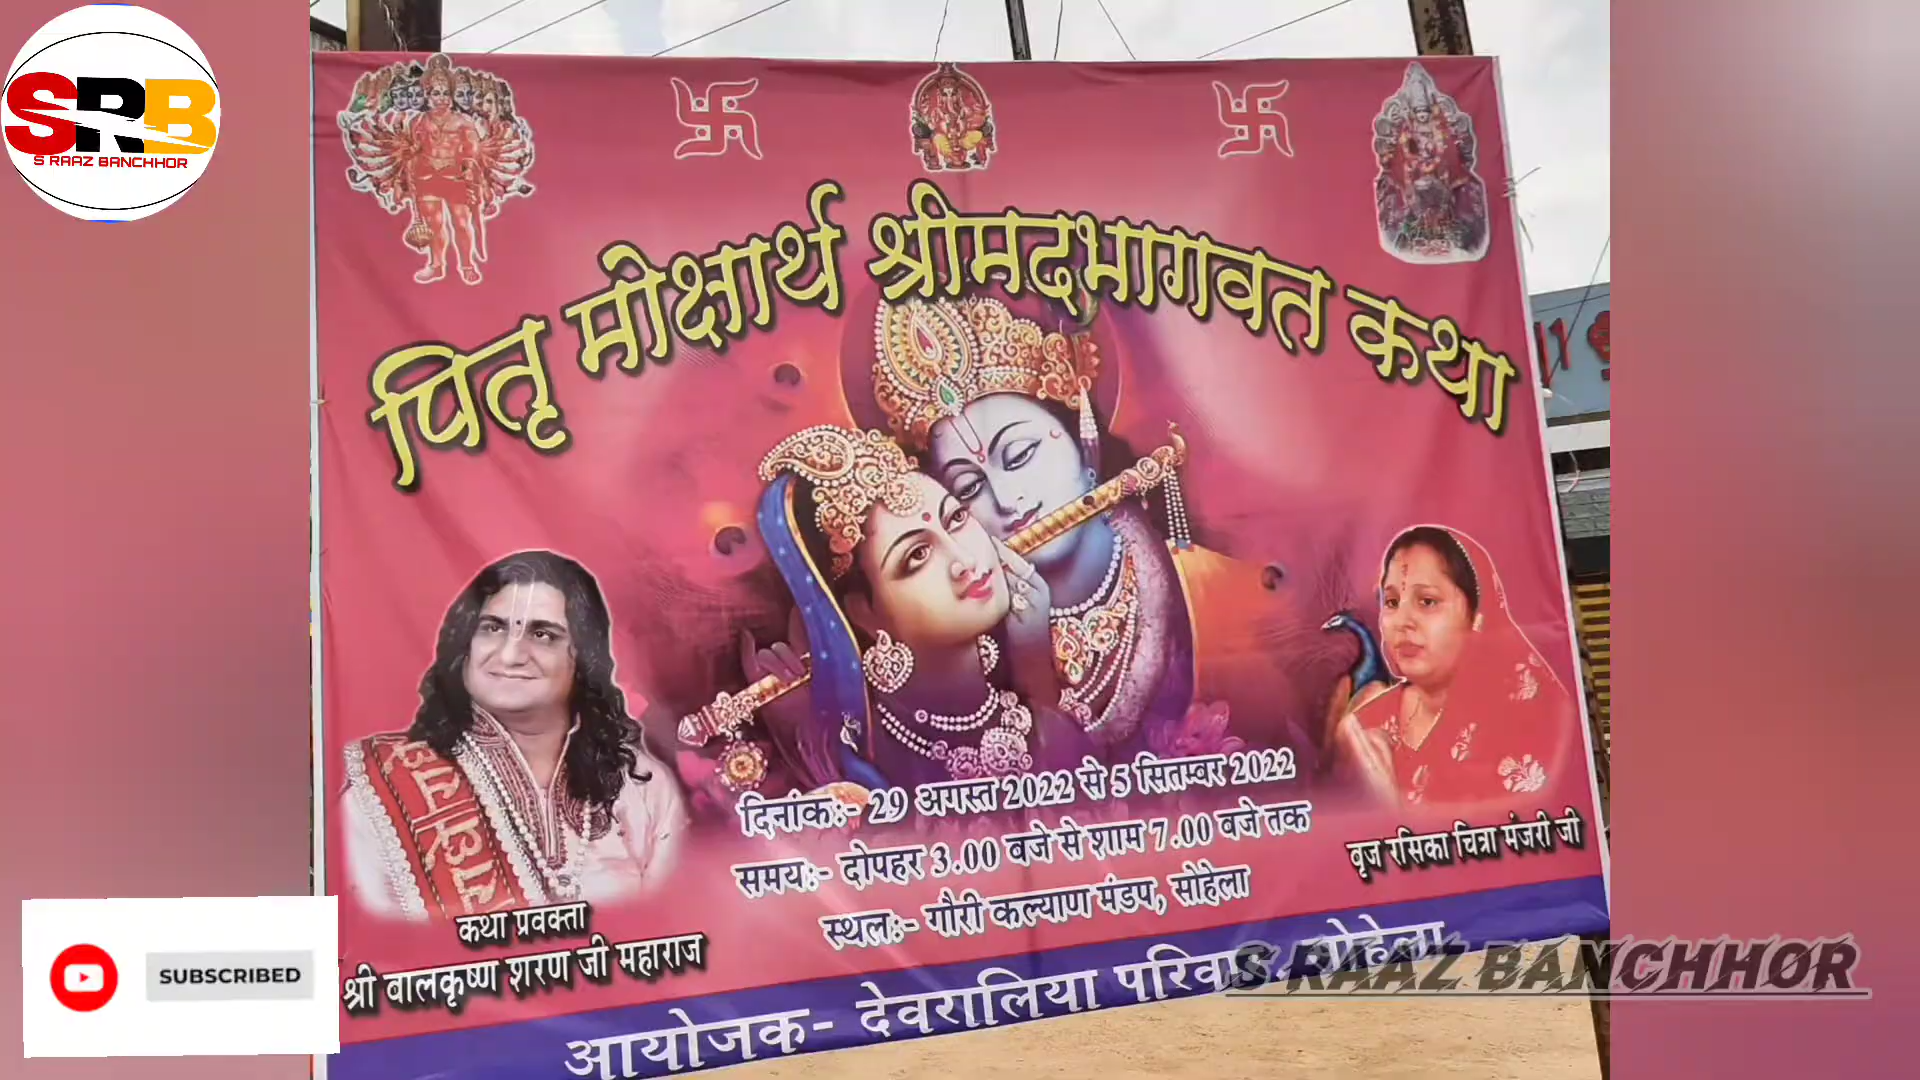 SRB
S RAAZ BANCHHOR
पितृ मोक्षार्थ श्रीमदभागवत कथा
राधे
दिनांकः- 29 अगस्त 2022 से 5 सितम्बर 2022
समयः- दोपहर 3.00 बजे से शाम 7.00 बजे तक
स्थलः- गौरी कल्याण मंडप, सोहेला
कथा प्रवक्ता
श्री बालकृष्ण शरण जी महाराज
वृज रसिका चित्रा मंजरी जी
आयोजक- देवरालिया परिवार, सोहेला
S RAAZ BANCHHOR
SUBSCRIBED